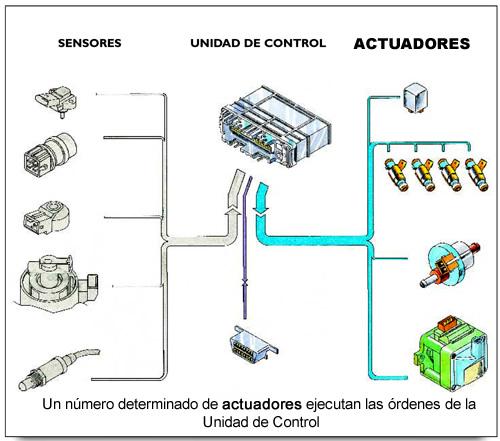 SENSORES
UNIDAD DE CONTROL
ACTUADORES
Un número determinado de actuadores ejecutan las órdenes de la
Unidad de Control